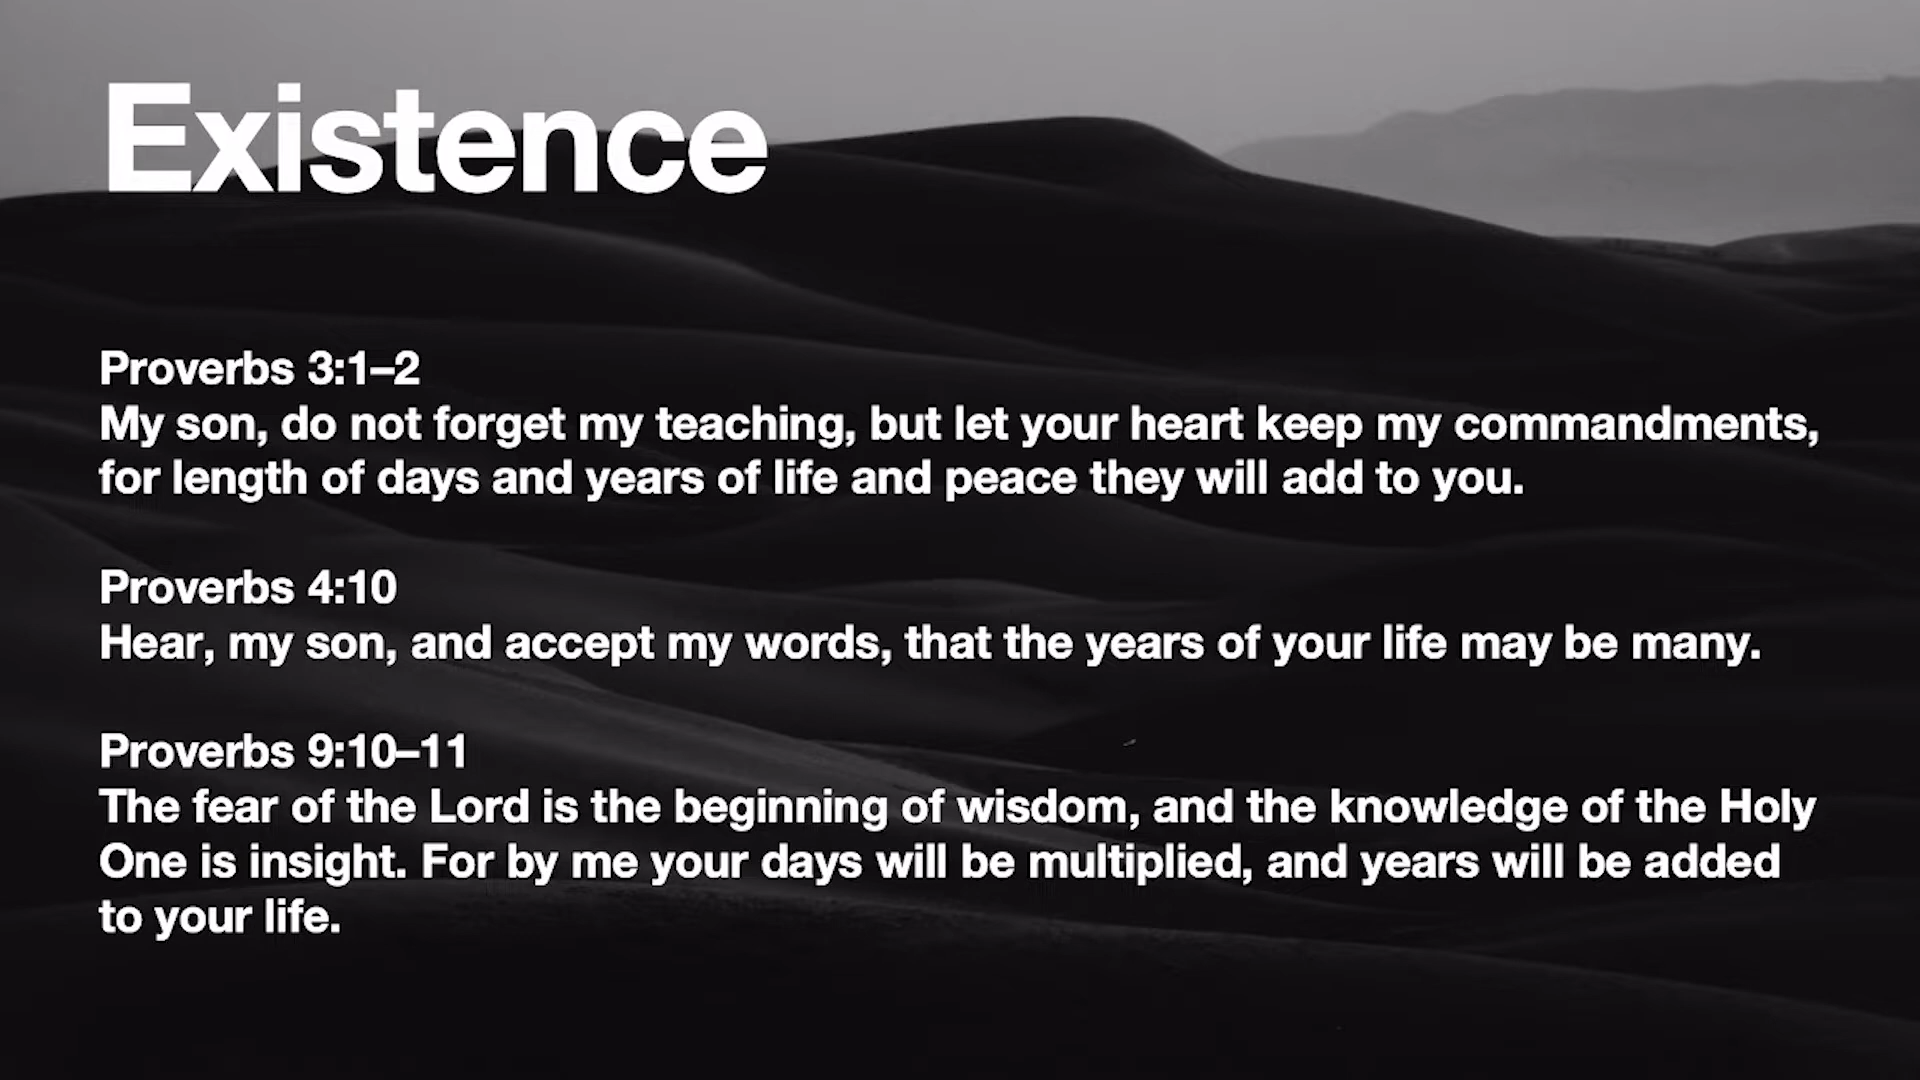 Existence
Proverbs 3:1–2
My son, do not forget my teaching, but let your heart keep my commandments,
for length of days and years of life and peace they will add to you.
Proverbs 4:10
Hear, my son, and accept my words, that the years of your life may be many.
Proverbs 9:10–11
The fear of the Lord is the beginning of wisdom, and the knowledge of the Holy
One is insight. For by me your days will be multiplied, and years will be added
to your life.